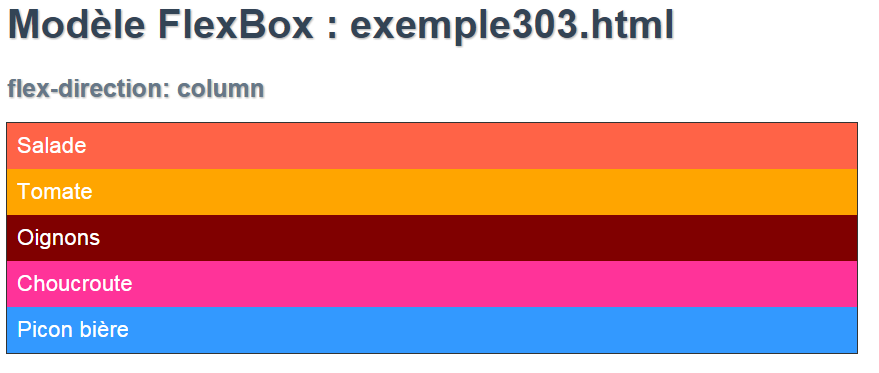 Modèle FlexBox : exemple303.html
flex-direction: column
Salade
Tomate
Oignons
Choucroute
Picon bière